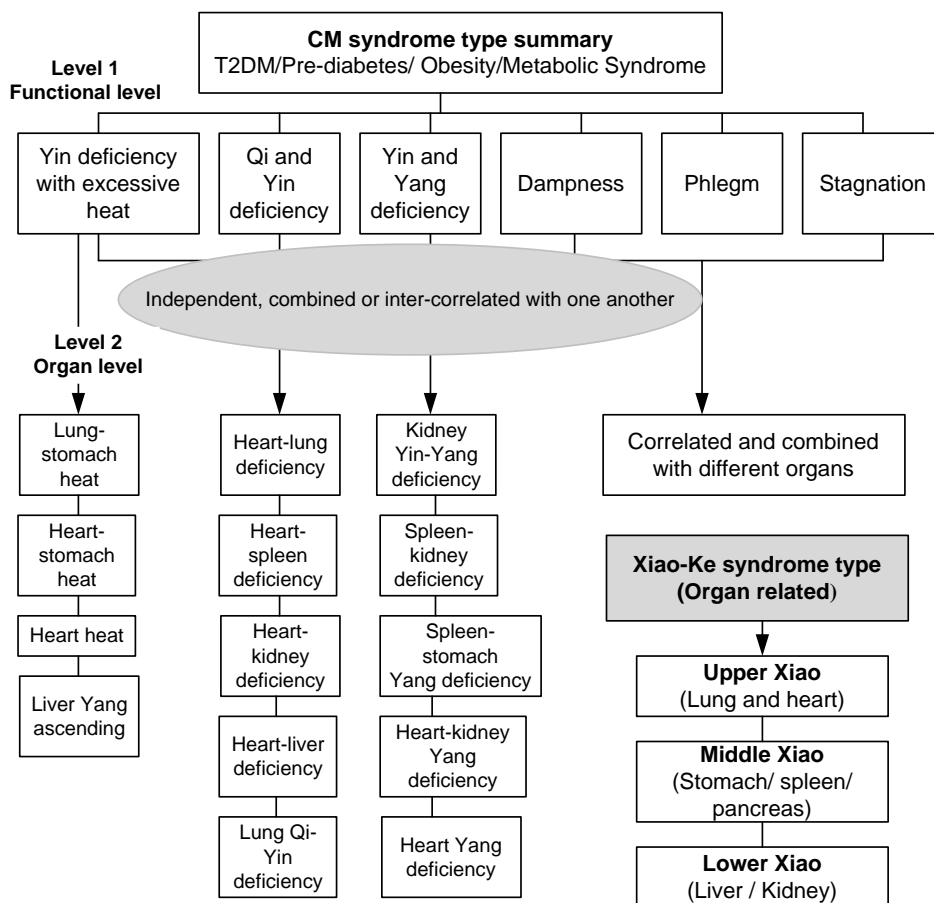 CM syndrome type summary
T2DM/Pre-diabetes/ Obesity/Metabolic Syndrome
Level 1
Functional level
Yin deficiency
with excessive
heat
Qi and
Yin
deficiency
Yin and
Yang
deficiency
Dampness
Phlegm
Stagnation
Independent, combined or inter-correlated with one another
Level 2
Organ level
Lung-
stomach
heat
Heart-
stomach
heat
Heart heat
Liver Yang
ascending
Heart-lung
deficiency
Heart-
spleen
deficiency
Heart-
kidney
deficiency
Heart-liver
deficiency
Lung Qi-
Yin
deficiency
Kidney
Yin-Yang
deficiency
Spleen-
kidney
deficiency
Spleen-
stomach
Yang deficiency
Heart-kidney
Yang
deficiency
Heart Yang
deficiency
Correlated and combined
with different organs
Xiao-Ke syndrome type
(Organ related)
Upper Xiao
(Lung and heart)
Middle Xiao
(Stomach/ spleen/
pancreas)
Lower Xiao
(Liver / Kidney)